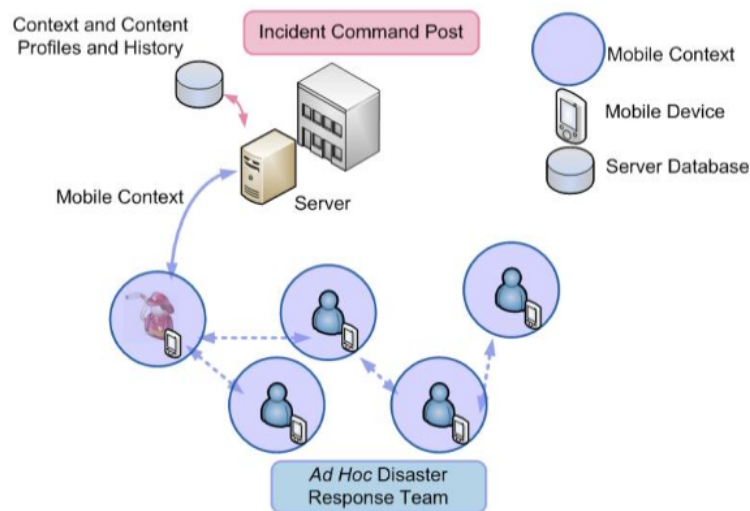 Context and Content
Profiles and History
Incident Command Post
Mobile Context
Mobile Device
Server Database
Mobile Context
Server
Ad Hoc Disaster
Response Team